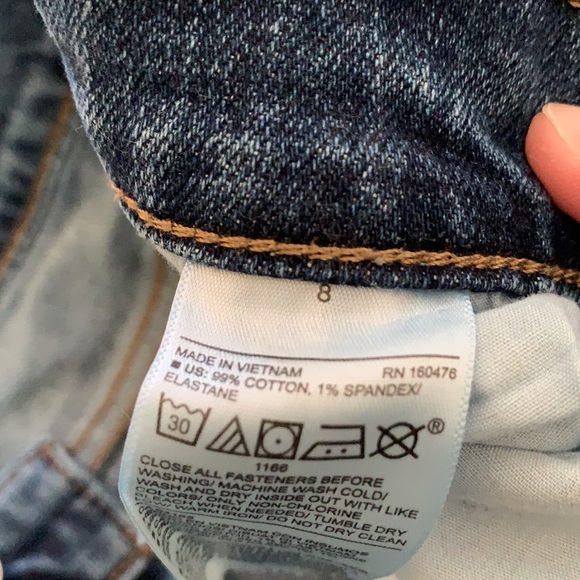 8
MADE IN VIETNAM RN 160476
US: 99% COTTON, 1% SPANDEX/
ELASTANE
30 ®
1166
CLOSE ALL FASTENERS BEFORE
WASHING/ MACHINE WASH COLD/
WASH AND DRY INSIDE OUT WITH LIKE
COLORS/ ONLY NON-CHLORINE
BLEACH WHEN NEEDED/ TUMBLE DRY
WARM IRON/ DO NOT DRY CLEAN
VIETNAM